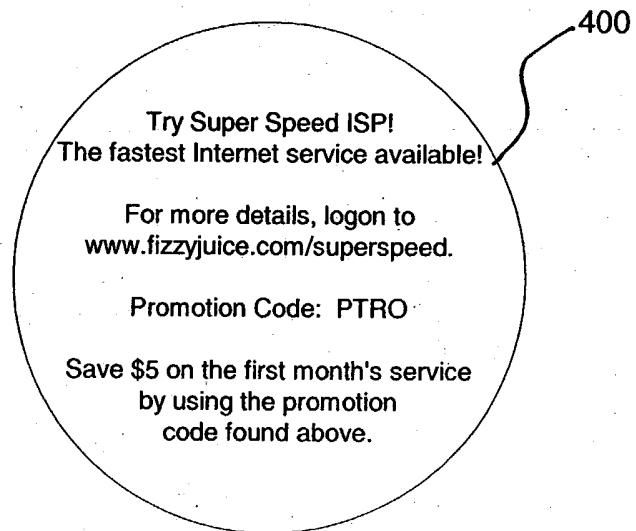 400
Try Super Speed ISP!
The fastest Internet service available!
For more details, logon to
www.fizzyjuice.com/superspeed.
Promotion Code: PTRO
Save $5 on the first month's service
by using the promotion
code found above.